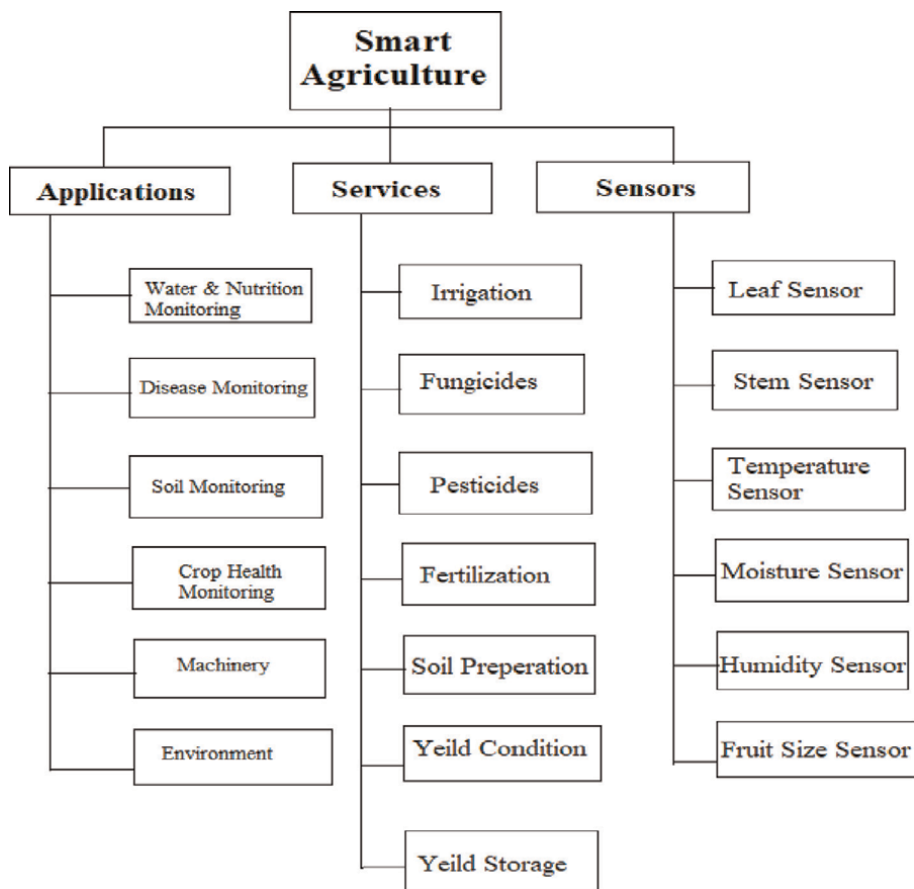 Smart
Agriculture
Applications
Services
Sensors
Water & Nutrition
Monitoring
Disease Monitoring
Soil Monitoring
Crop Health
Monitoring
Machinery
Environment
Irrigation
Fungicides
Pesticides
Fertilization
Soil Preperation
Yeild Condition
Yeild Storage
Leaf Sensor
Stem Sensor
Temperature
Sensor
Moisture Sensor
Humidity Sensor
Fruit Size Sensor